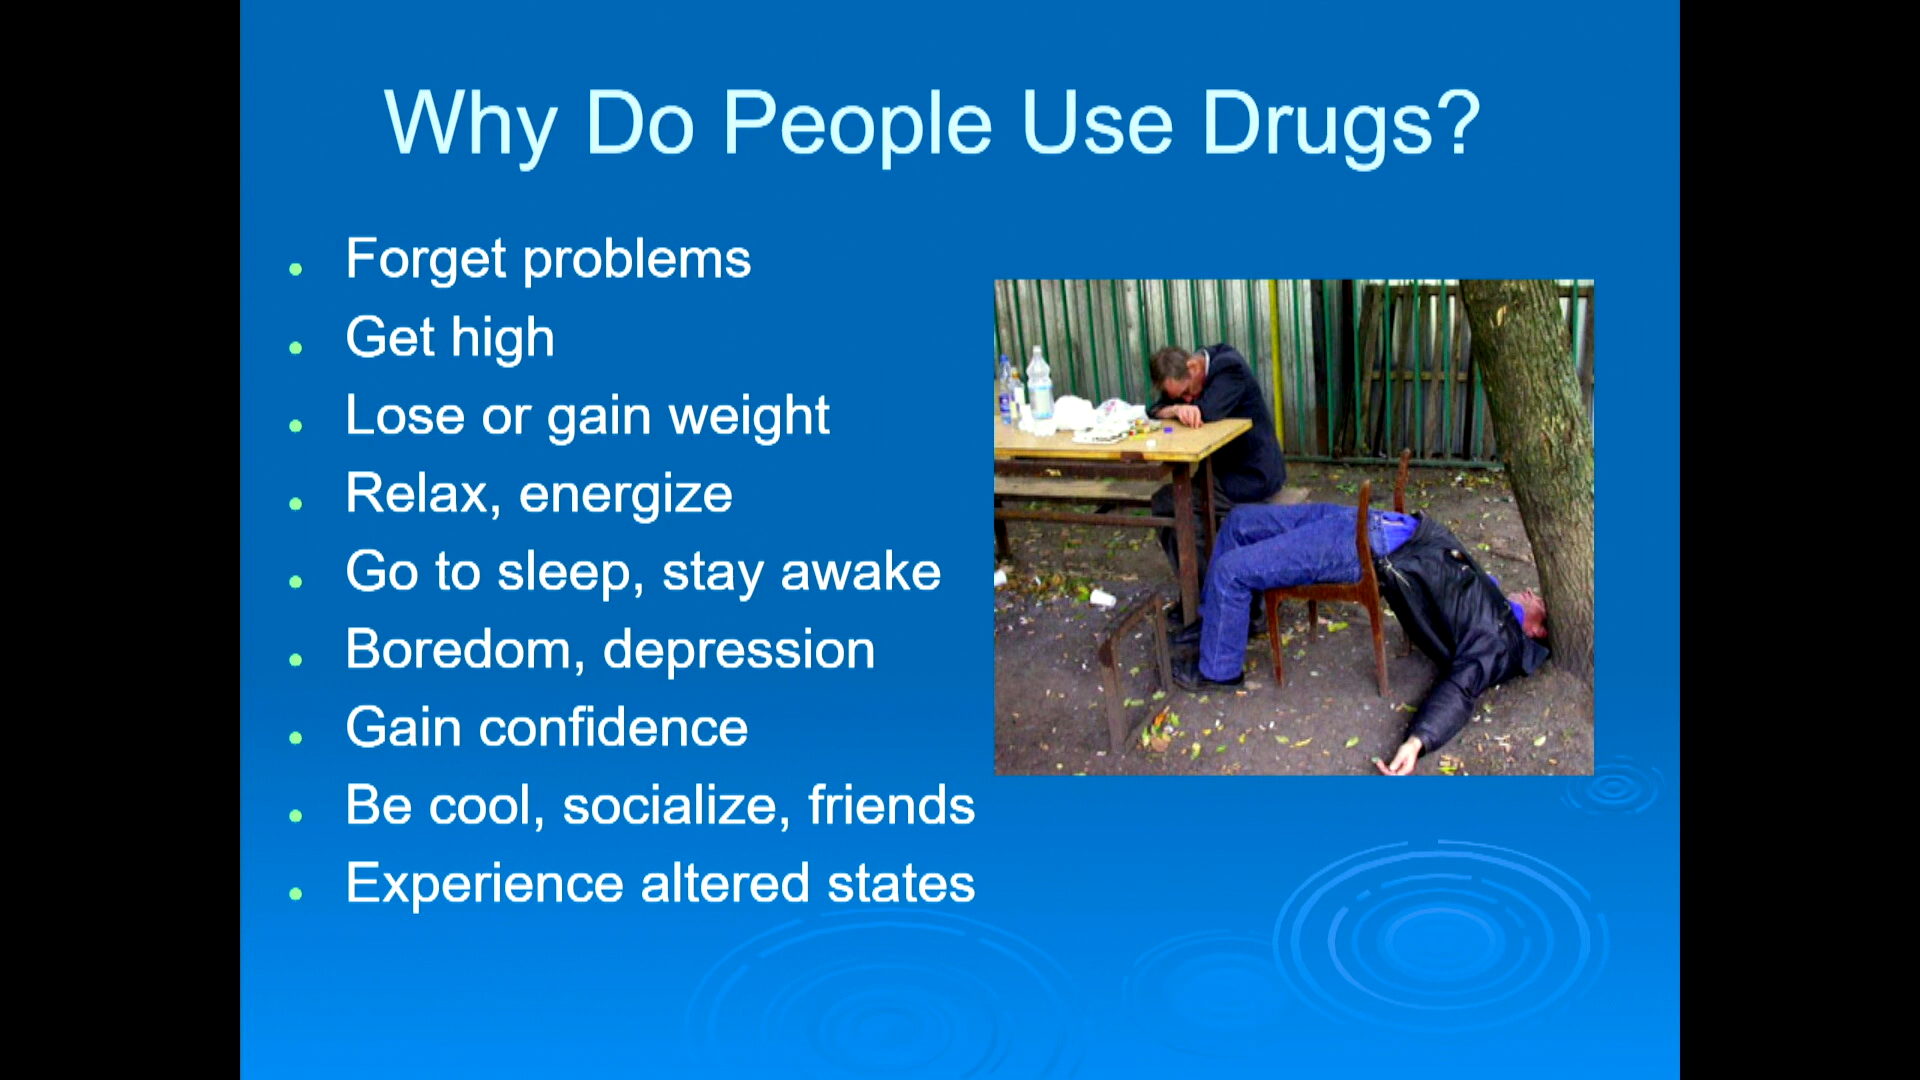 Why Do People Use Drugs?
Forget problems
Get high
Lose or gain weight
Relax, energize
Go to sleep, stay awake
Boredom, depression
Gain confidence
Be cool, socialize, friends
Experience altered states